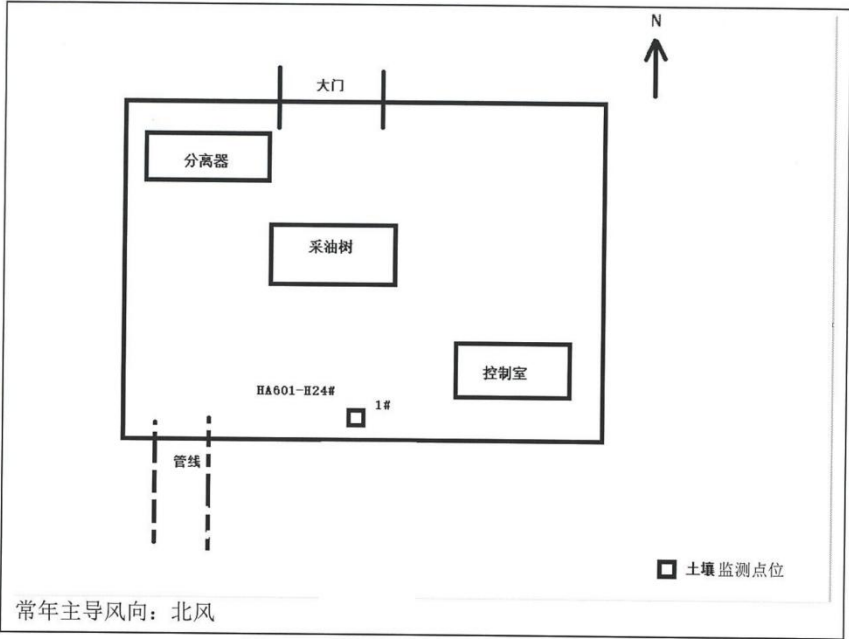 N
大门
分离器
采油树
控制室
HA601-H24#
1#
管线
土壤监测点位
常年主导风向：北风